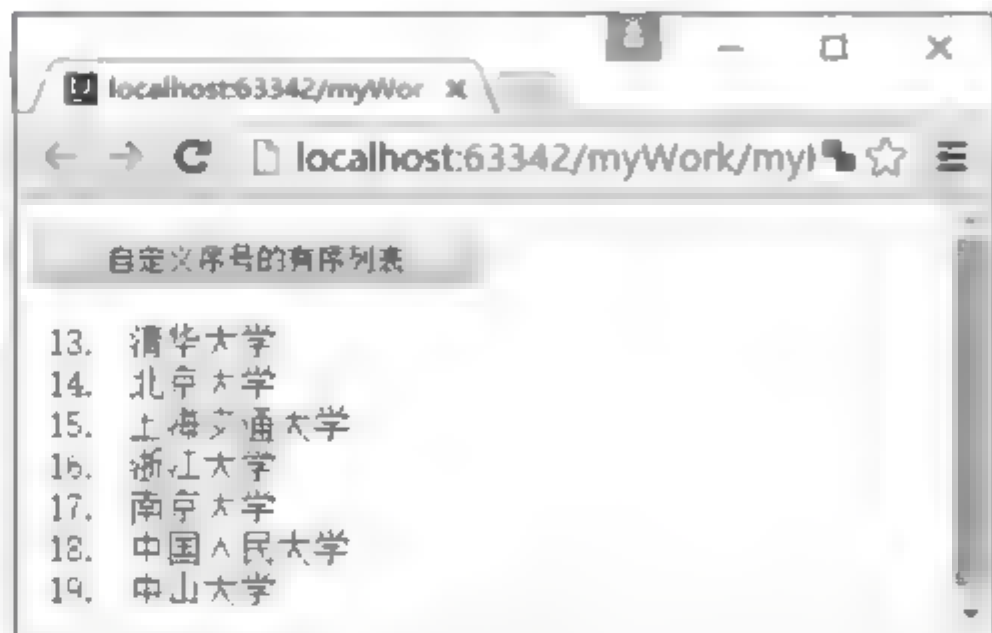 localhost:63342/myWor
localhost:63342/myWork/my
自定义序号的有序列表
13. 清华大学
14. 北京大学
15. 上海交通大学
16. 浙江大学
17. 南京大学
18. 中国人民大学
19. 中山大学